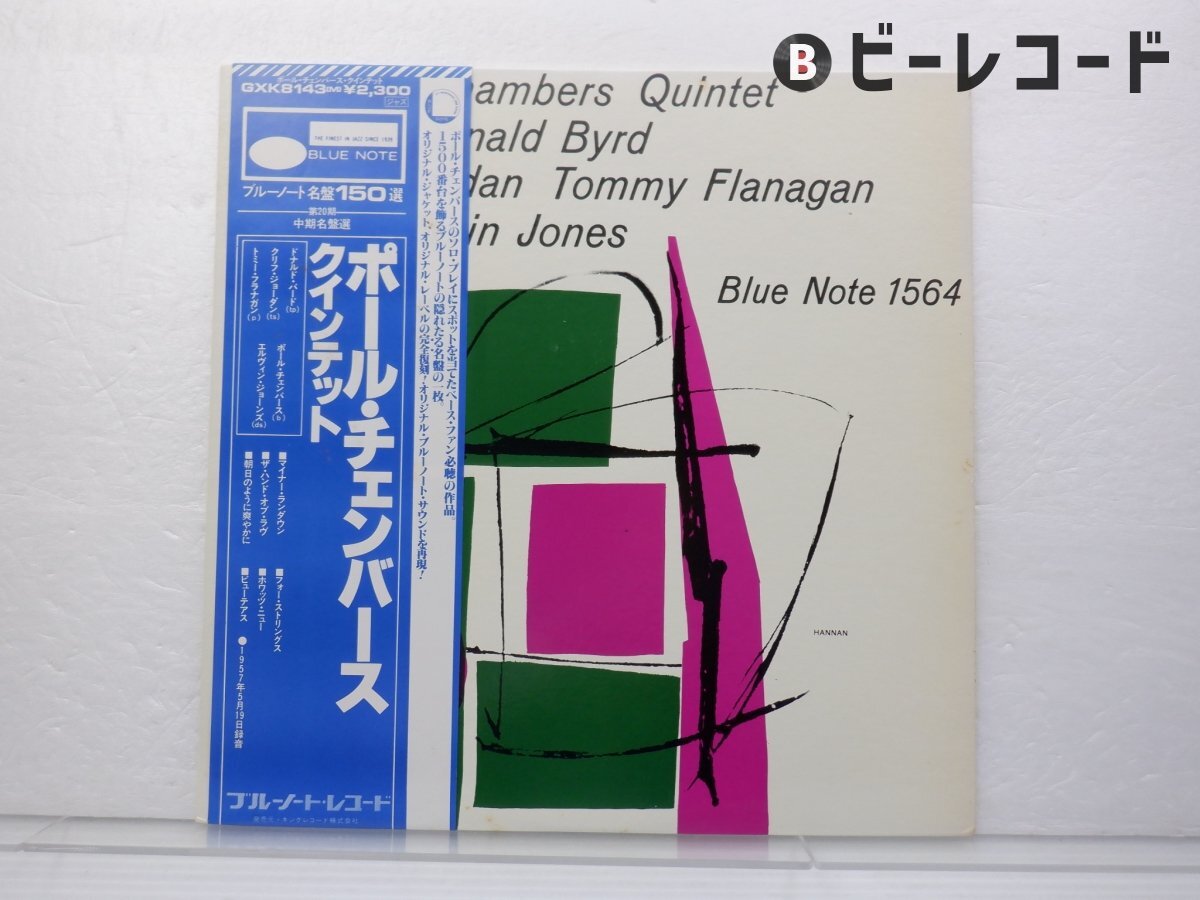 B ビーレコード
ambers Quintet
nald Byrd
dan Tommy Flanagan
in Jones
Blue Note 1564
HANNAN
ポール・チェンバース・クインテット
GXK8143(M) ¥2,300
ジャズ
THE FINEST IN JAZZ SINCE 1939
BLUE NOTE
ブルーノート名盤150選
第20期
中期名盤選
ポール・チェンバース
クインテット
ドナルド・バード(tp)
クリフ・ジョーダン(ts)
トミー・フラナガン(p)
ポール・チェンバース(b)
エルヴィン・ジョーンズ(ds)
■マイナー・ランダウン
■ザ・ハンド・オブ・ラヴ
■朝日のように爽やかに
■フォー・ストリングス
■ホワッツ・ニュー
■ビューテアス
●1957年5月19日録音
ポール・チェンバースのソロ・プレイにスポットを当てたベース・ファン必聴の作品。
1500番台を飾るブルーノートの隠れたる名盤の一枚。
オリジナル・ジャケット、オリジナル・レーベルの完全復刻!オリジナル・ブルーノート・サウンドを再現!
ブルーノート・レコード
発売元・キングレコード株式会社